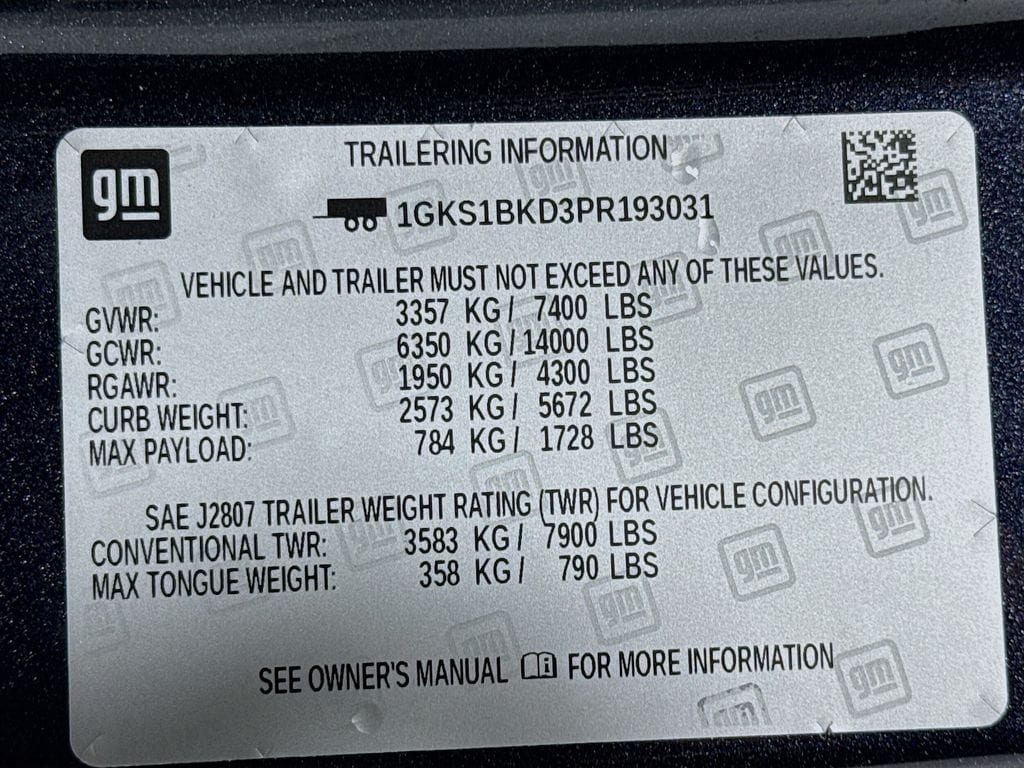 gm
TRAILERING INFORMATION
1GKS1BKD3PR193031
VEHICLE AND TRAILER MUST NOT EXCEED ANY OF THESE VALUES.
GVWR: 3357 KG / 7400 LBS
GCWR: 6350 KG / 14000 LBS
RGAWR: 1950 KG / 4300 LBS
CURB WEIGHT: 2573 KG / 5672 LBS
MAX PAYLOAD: 784 KG / 1728 LBS
SAE J2807 TRAILER WEIGHT RATING (TWR) FOR VEHICLE CONFIGURATION.
CONVENTIONAL TWR: 3583 KG / 7900 LBS
MAX TONGUE WEIGHT: 358 KG / 790 LBS
SEE OWNER'S MANUAL FOR MORE INFORMATION